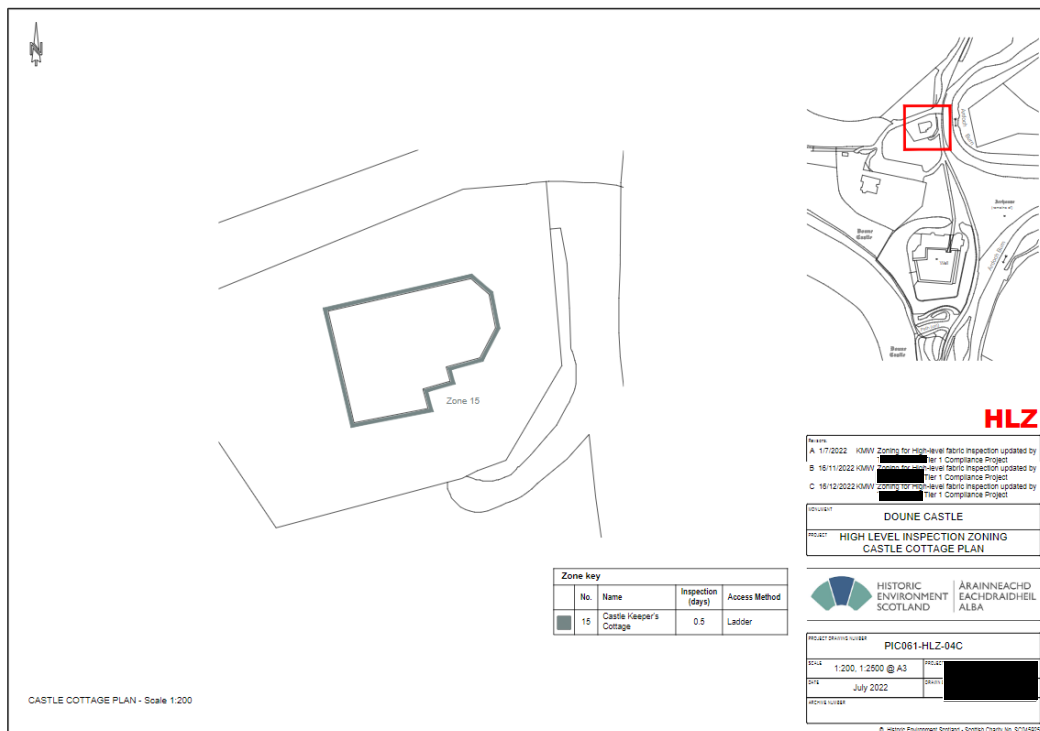 N
Zone 15
CASTLE COTTAGE PLAN - Scale 1:200
Ardoch Burn
Doune
Castle
Ardoch Burn
Doune
Castle
HLZ
Zone key
No. Name Inspection (days) Access Method
15 Castle Keeper's Cottage 0.5 Ladder
A 1/7/2022 KMW Zoning for High-level fabric inspection updated by
Tier 1 Compliance Project
B 16/11/2022 KMW Zoning for High-level fabric inspection updated by
Tier 1 Compliance Project
C 16/12/2022 KMW Zoning for High-level fabric inspection updated by
Tier 1 Compliance Project
MONUMENT
DOUNE CASTLE
PROJECT HIGH LEVEL INSPECTION ZONING
CASTLE COTTAGE PLAN
HISTORIC
ENVIRONMENT
SCOTLAND
ÀRAINNEACHD
EACHDRAIDHEIL
ALBA
PROJECT DRAWING NUMBER
PIC061-HLZ-04C
SCALE 1:200, 1:2500 @ A3
DATE July 2022
ARCHIVE NUMBER
© Historic Environment Scotland - Scottish Charity No. SC045925